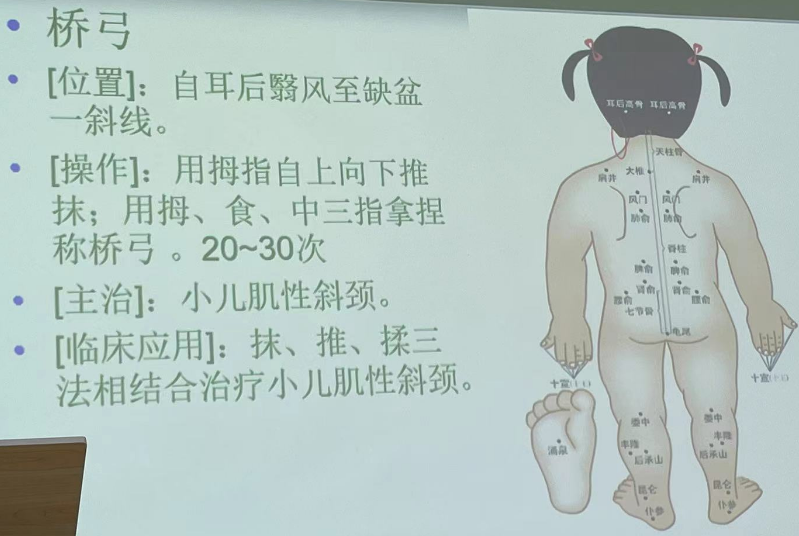 桥弓
[位置]：自耳后翳风至缺盆
一斜线。
[操作]：用拇指自上向下推
抹；用拇、食、中三指拿捏
称桥弓 。20~30次
[主治]：小儿肌性斜颈。
[临床应用]：抹、推、揉三
法相结合治疗小儿肌性斜颈。
耳后高骨 耳后高骨
天柱骨
大椎
肩井 肩井
风门 风门
肺俞 肺俞
脊柱
脾俞 脾俞
肾俞 肾俞
腰俞 腰俞
七节骨
龟尾
十宣 十宣
委中 委中
丰隆 丰隆
后承山 后承山
涌泉
昆仑 昆仑
仆参 仆参